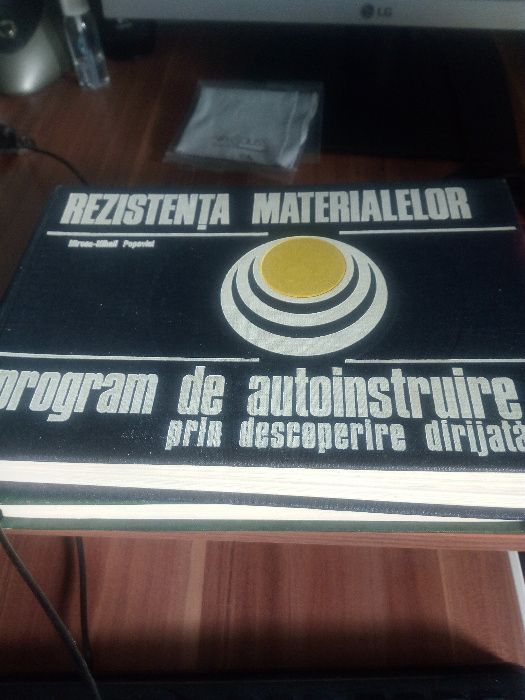 LG
REZISTENȚA MATERIALELOR
Mircea-Mihail Popovici
program de autoinstruire
prin descoperire dirijată